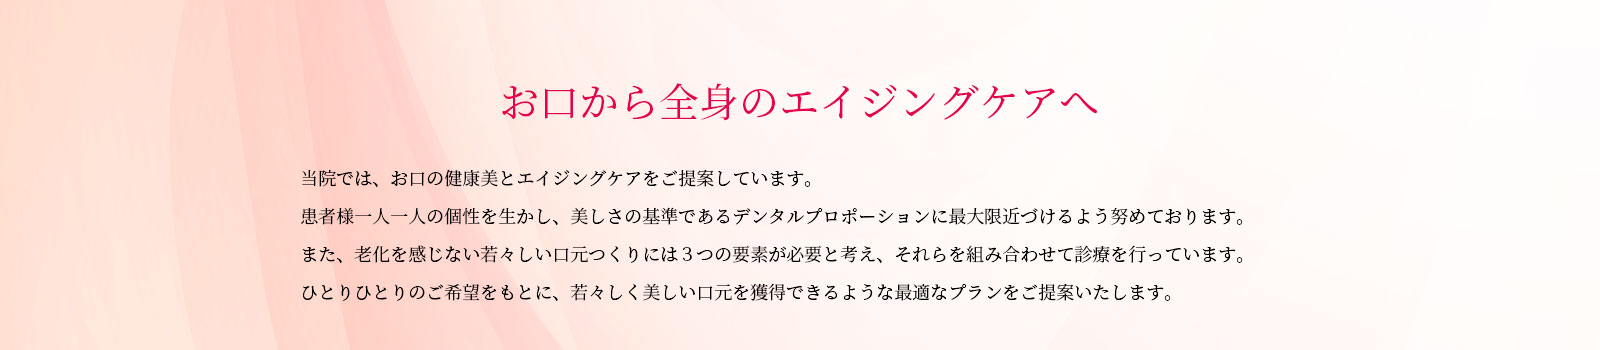 お口から全身のエイジングケアへ
当院では、お口の健康美とエイジングケアをご提案しています。
患者様一人一人の個性を生かし、美しさの基準であるデンタルプロポーションに最大限近づけるよう努めております。
また、老化を感じない若々しい口元つくりには３つの要素が必要と考え、それらを組み合わせて診療を行っています。
ひとりひとりのご希望をもとに、若々しく美しい口元を獲得できるような最適なプランをご提案いたします。